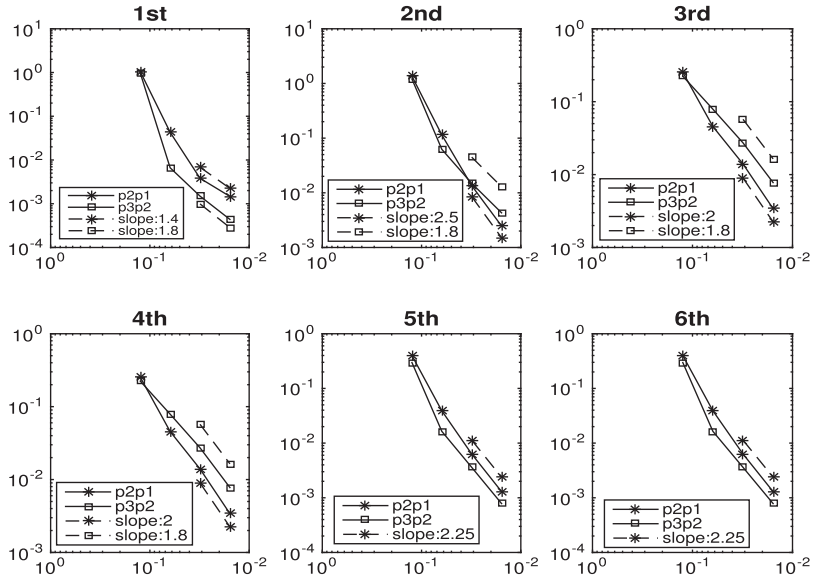 1st
10^1
10^0
10^-1
10^-2
10^-3
10^-4
p2p1
p3p2
slope:1.4
slope:1.8
10^0
10^-1
10^-2
2nd
10^1
10^0
10^-1
10^-2
10^-3
p2p1
p3p2
slope:2.5
slope:1.8
10^0
10^-1
10^-2
3rd
10^0
10^-1
10^-2
10^-3
p2p1
p3p2
slope:2
slope:1.8
10^0
10^-1
10^-2
4th
10^0
10^-1
10^-2
10^-3
p2p1
p3p2
slope:2
slope:1.8
10^0
10^-1
10^-2
5th
10^0
10^-1
10^-2
10^-3
10^-4
p2p1
p3p2
slope:2.25
10^0
10^-1
10^-2
6th
10^0
10^-1
10^-2
10^-3
10^-4
p2p1
p3p2
slope:2.25
10^0
10^-1
10^-2